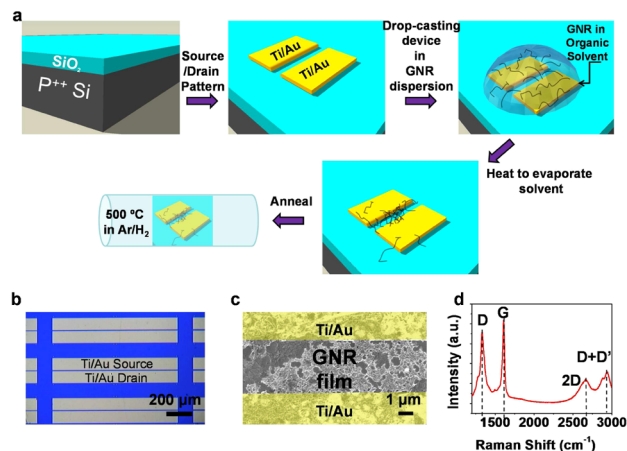 a
SiO₂
P⁺⁺ Si
Source
/Drain
Pattern
Ti/Au
Ti/Au
Drop-casting
device
in
GNR
dispersion
GNR in
Organic
Solvent
Heat to evaporate
solvent
Anneal
500 ºC
in Ar/H₂
b
Ti/Au Source
Ti/Au Drain
200 µm
c
Ti/Au
GNR
film
Ti/Au
1 µm
d
Intensity (a.u.)
D
G
2D
D+D'
1500 2000 2500 3000
Raman Shift (cm⁻¹)